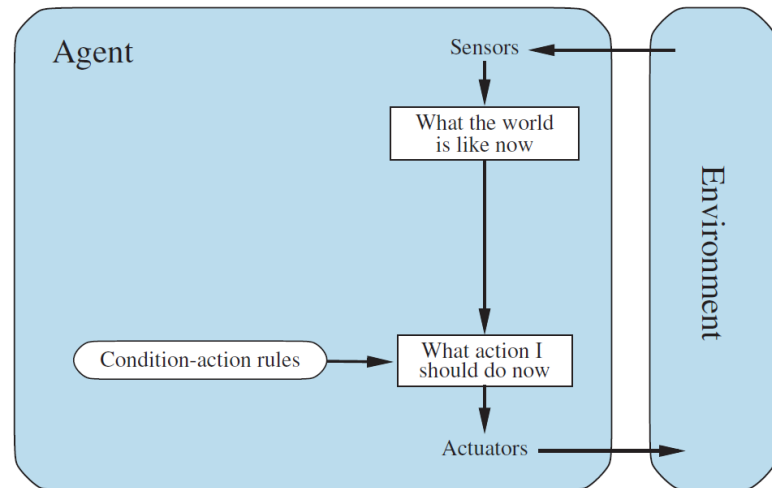 Agent
Sensors
What the world
is like now
Environment
Condition-action rules
What action I
should do now
Actuators